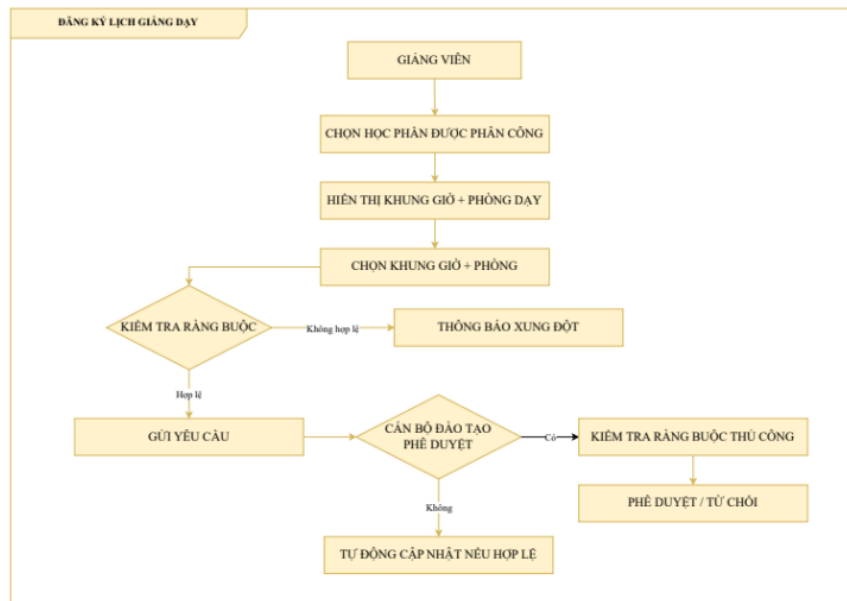 ĐĂNG KÝ LỊCH GIẢNG DẠY
GIẢNG VIÊN
CHỌN HỌC PHẦN ĐƯỢC PHÂN CÔNG
HIỂN THỊ KHUNG GIỜ + PHÒNG DẠY
CHỌN KHUNG GIỜ + PHÒNG
KIỂM TRA RÀNG BUỘC
Không hợp lệ
THÔNG BÁO XUNG ĐỘT
Hợp lệ
GỬI YÊU CẦU
CÁN BỘ ĐÀO TẠO
PHÊ DUYỆT
Có
KIỂM TRA RÀNG BUỘC THỦ CÔNG
PHÊ DUYỆT / TỪ CHỐI
Không
TỰ ĐỘNG CẬP NHẬT NẾU HỢP LỆ